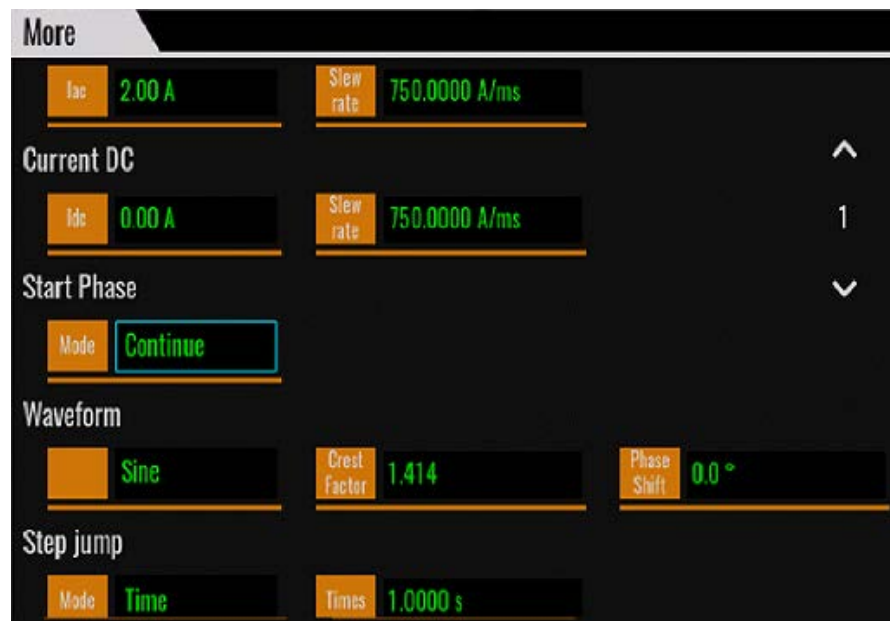 More
Iac 2.00 A Slew rate 750.0000 A/ms
Current DC
Idc 0.00 A Slew rate 750.0000 A/ms
1
Start Phase
Mode Continue
Waveform
Sine Crest Factor 1.414 Phase Shift 0.0 °
Step jump
Mode Time Times 1.0000 s